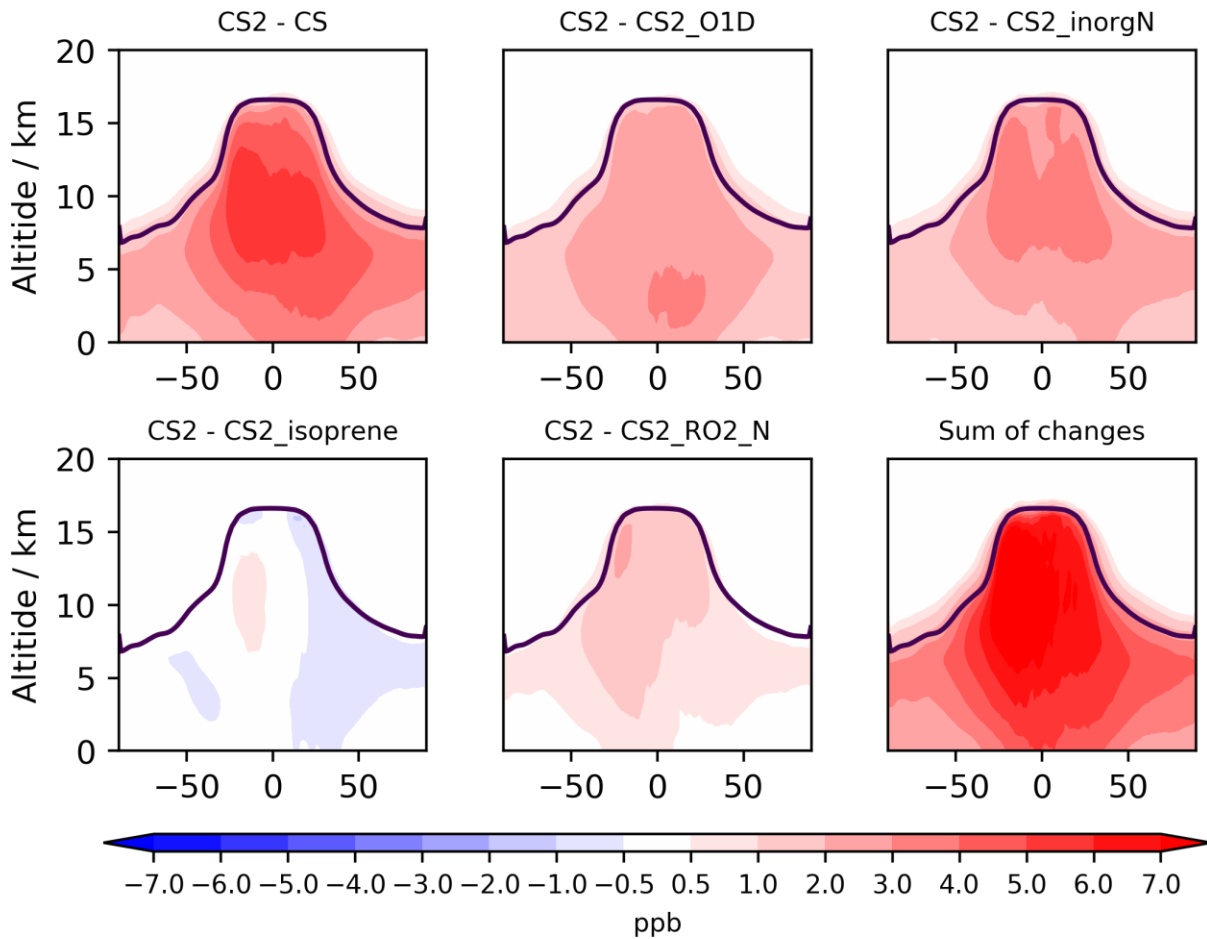 CS2 - CS CS2 - CS2_O1D CS2 - CS2_inorgN
Altitide / km
20
15
10
5
0
−50 0 50 −50 0 50 −50 0 50
CS2 - CS2_isoprene CS2 - CS2_RO2_N Sum of changes
Altitide / km
20
15
10
5
0
−50 0 50 −50 0 50 −50 0 50
−7.0 −6.0 −5.0 −4.0 −3.0 −2.0 −1.0 −0.5 0.5 1.0 2.0 3.0 4.0 5.0 6.0 7.0
ppb